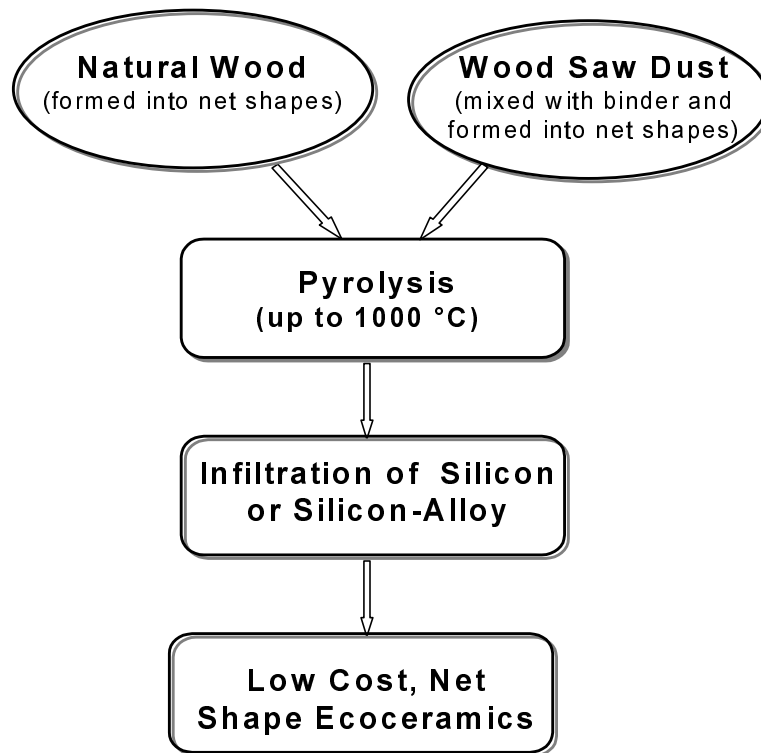 Natural Wood
(formed into net shapes)
Wood Saw Dust
(mixed with binder and
formed into net shapes)
Pyrolysis
(up to 1000 °C)
Infiltration of Silicon
or Silicon-Alloy
Low Cost, Net
Shape Ecoceramics